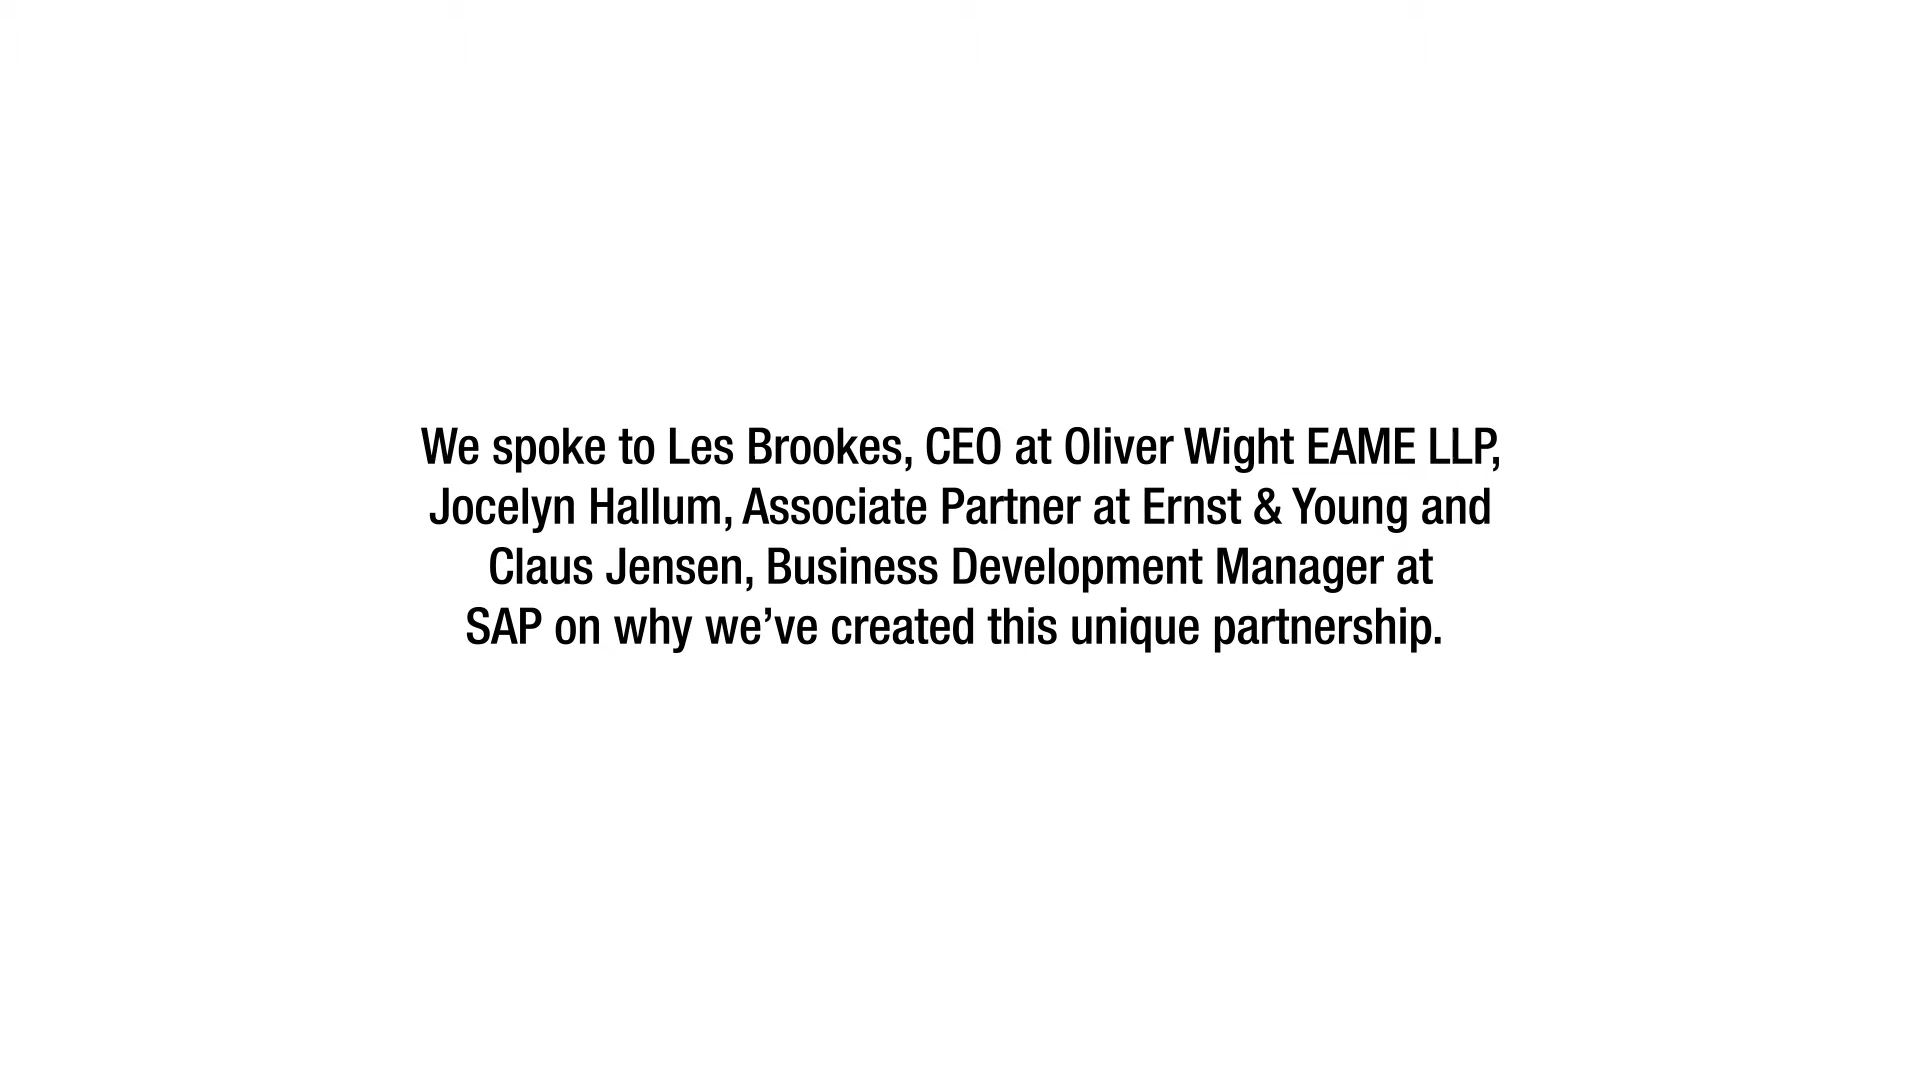 We spoke to Les Brookes, CEO at Oliver Wight EAME LLP,
Jocelyn Hallum, Associate Partner at Ernst & Young and
Claus Jensen, Business Development Manager at
SAP on why we’ve created this unique partnership.